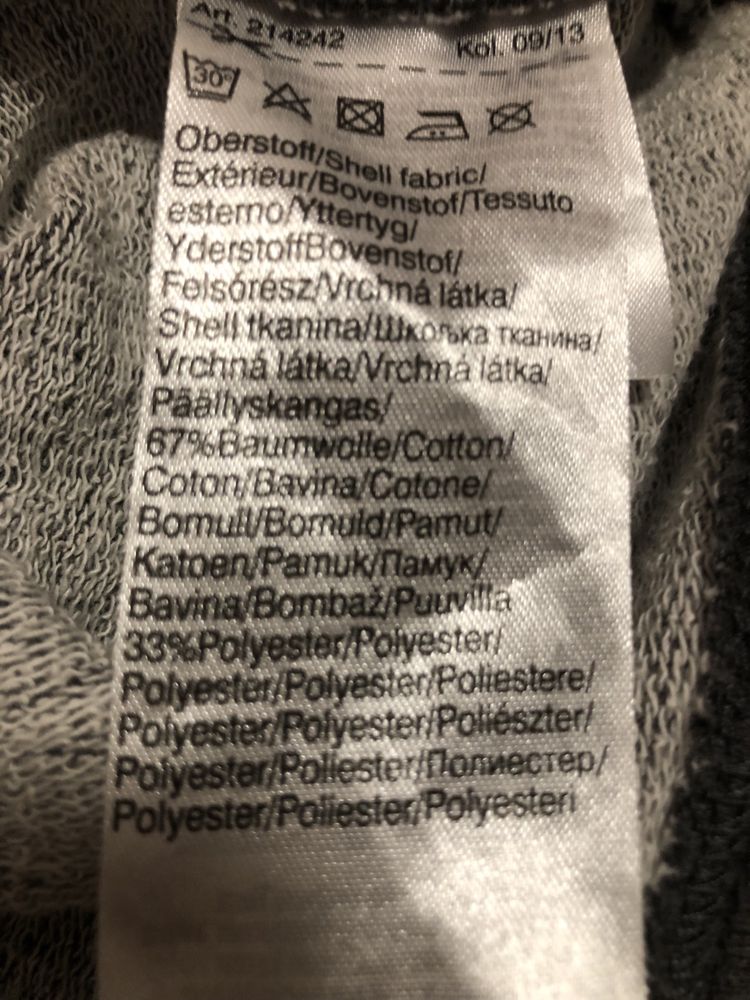 Art. 214242
Kol. 09/13
30°
Oberstoff/Shell fabric/
Extérieur/Bovenstof/Tessuto
esterno/Yttertyg/
YderstoffBovenstof/
Felsórész/Vrchná látka/
Shell tkanina/Школька тканина/
Vrchná látka/Vrchná látka/
Päällyskangas/
67%Baumwolle/Cotton/
Coton/Bavina/Cotone/
Bomull/Bomuld/Pamut/
Katoen/Pamuk/Памук/
Bavina/Bombaž/Puuvilla
33%Polyester/Polyester/
Polyester/Polyester/Poliestere/
Polyester/Polyester/Poliészter/
Polyester/Poliester/Полиестер/
Polyester/Poliester/Polyesteri